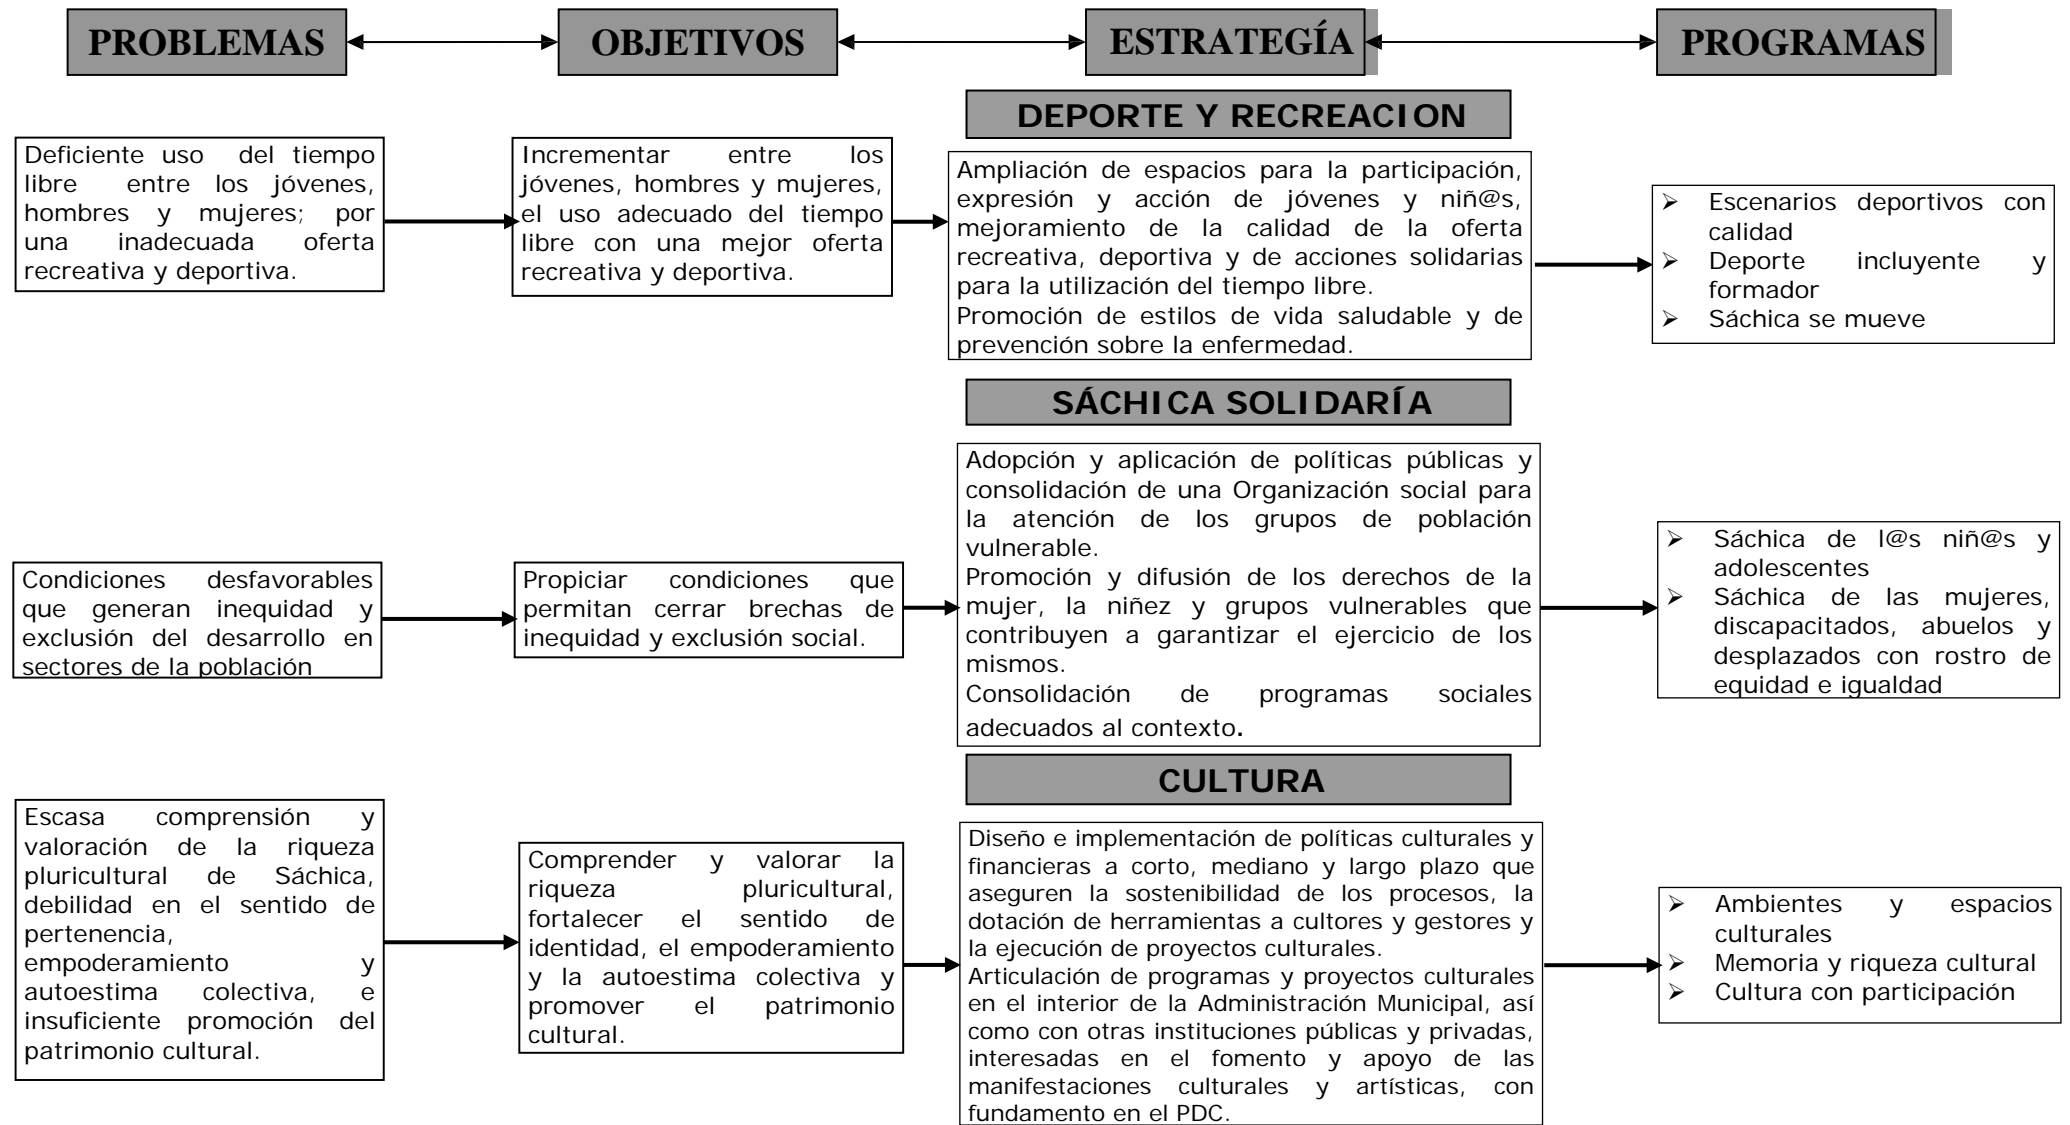 PROBLEMAS
OBJETIVOS
ESTRATEGÍA
PROGRAMAS
DEPORTE Y RECREACION
Deficiente uso del tiempo
libre entre los jóvenes,
hombres y mujeres; por
una inadecuada oferta
recreativa y deportiva.
Incrementar entre los
jóvenes, hombres y mujeres,
el uso adecuado del tiempo
libre con una mejor oferta
recreativa y deportiva.
Ampliación de espacios para la participación,
expresión y acción de jóvenes y niñ@s,
mejoramiento de la calidad de la oferta
recreativa, deportiva y de acciones solidarias
para la utilización del tiempo libre.
Promoción de estilos de vida saludable y de
prevención sobre la enfermedad.
➢ Escenarios deportivos con
calidad
➢ Deporte incluyente y
formador
➢ Sáchica se mueve
SÁCHICA SOLIDARÍA
Condiciones desfavorables
que generan inequidad y
exclusión del desarrollo en
sectores de la población
Propiciar condiciones que
permitan cerrar brechas de
inequidad y exclusión social.
Adopción y aplicación de políticas públicas y
consolidación de una Organización social para
la atención de los grupos de población
vulnerable.
Promoción y difusión de los derechos de la
mujer, la niñez y grupos vulnerables que
contribuyen a garantizar el ejercicio de los
mismos.
Consolidación de programas sociales
adecuados al contexto.
➢ Sáchica de l@s niñ@s y
adolescentes
➢ Sáchica de las mujeres,
discapacitados, abuelos y
desplazados con rostro de
equidad e igualdad
CULTURA
Escasa comprensión y
valoración de la riqueza
pluricultural de Sáchica,
debilidad en el sentido de
pertenencia,
empoderamiento y
autoestima colectiva, e
insuficiente promoción del
patrimonio cultural.
Comprender y valorar la
riqueza pluricultural,
fortalecer el sentido de
identidad, el empoderamiento
y la autoestima colectiva y
promover el patrimonio
cultural.
Diseño e implementación de políticas culturales y
financieras a corto, mediano y largo plazo que
aseguren la sostenibilidad de los procesos, la
dotación de herramientas a cultores y gestores y
la ejecución de proyectos culturales.
Articulación de programas y proyectos culturales
en el interior de la Administración Municipal, así
como con otras instituciones públicas y privadas,
interesadas en el fomento y apoyo de las
manifestaciones culturales y artísticas, con
fundamento en el PDC.
➢ Ambientes y espacios
culturales
➢ Memoria y riqueza cultural
➢ Cultura con participación